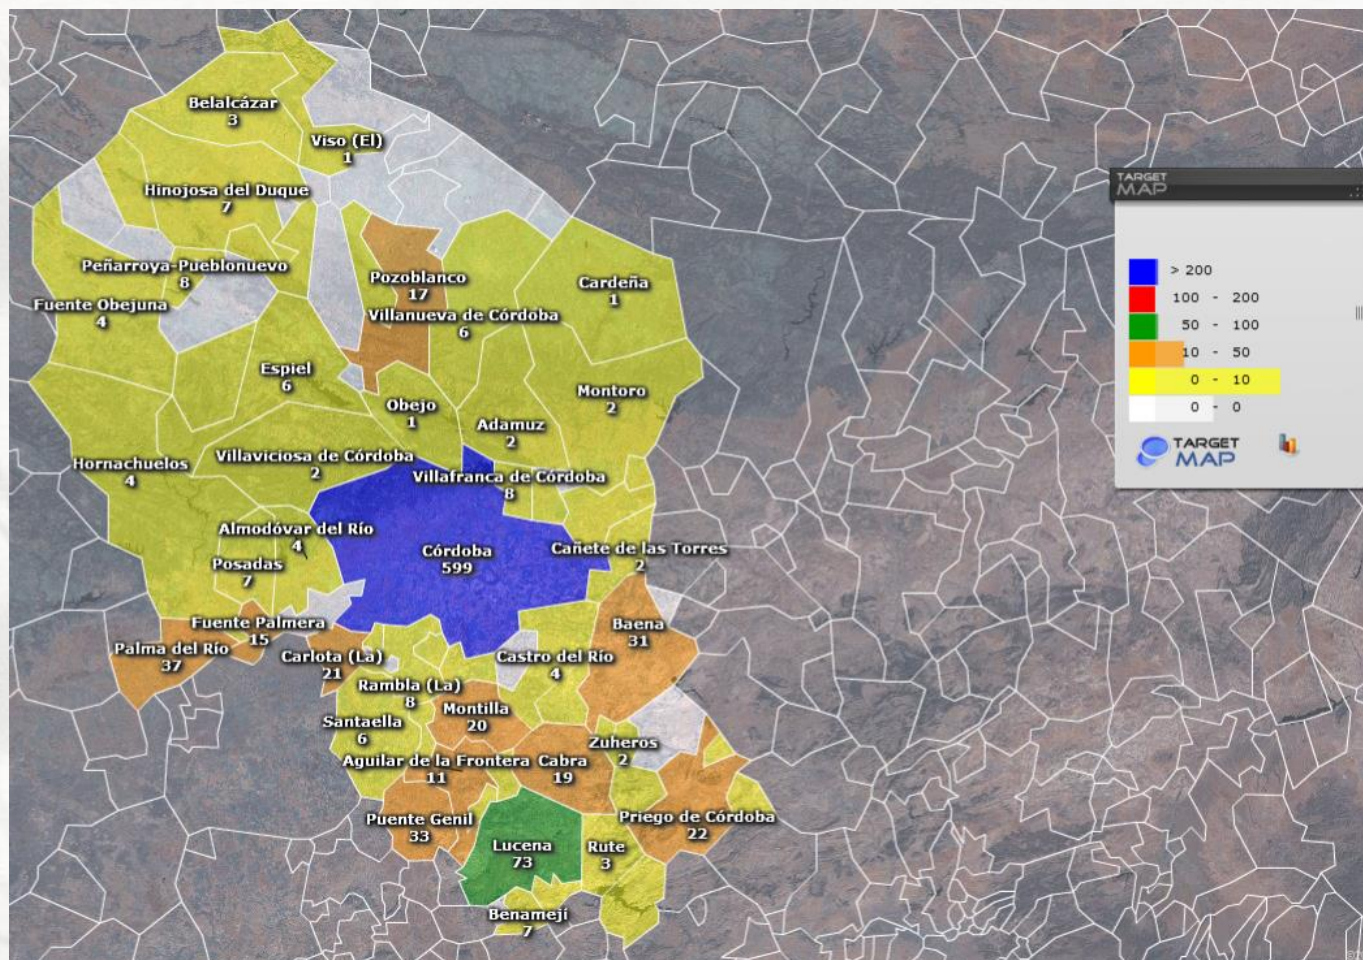 Belalcázar
3
Viso (El)
1
Hinojosa del Duque
7
Peñarroya-Pueblonuevo
8
Fuente Obejuna
4
Pozoblanco
17
Cardeña
1
Villanueva de Córdoba
6
Espiel
6
Obejo
1
Adamuz
2
Montoro
2
Hornachuelos
4
Villaviciosa de Córdoba
2
Villafranca de Córdoba
8
Almodóvar del Río
4
Posadas
7
Córdoba
599
Cañete de las Torres
2
Fuente Palmera
15
Palma del Río
37
Carlota (La)
21
Baena
31
Castro del Río
4
Rambla (La)
8
Montilla
20
Santaella
6
Zuheros
2
Aguilar de la Frontera
11
Cabra
19
Puente Genil
33
Priego de Córdoba
22
Lucena
73
Rute
3
Benamejí
7
TARGET
MAP
> 200
100 - 200
50 - 100
10 - 50
0 - 10
0 - 0
TARGET
MAP